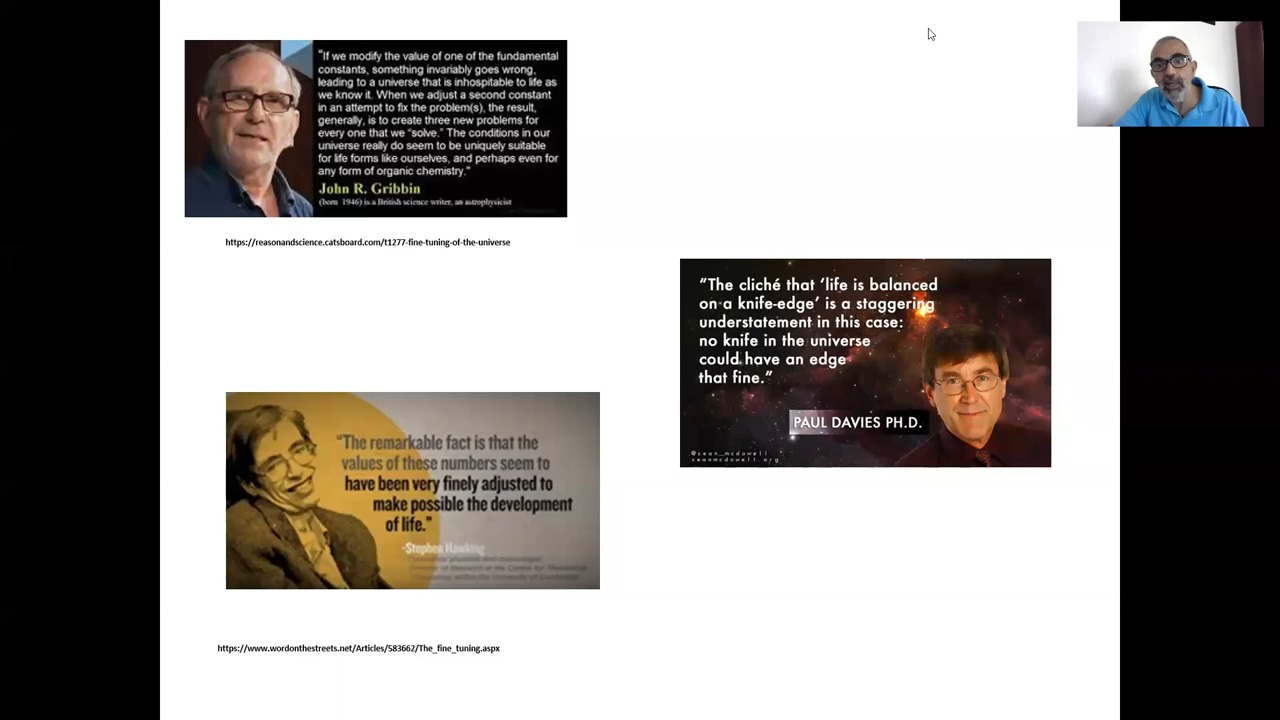 "If we modify the value of one of the fundamental
constants, something invariably goes wrong,
leading to a universe that is inhospitable to life as
we know it. When we adjust a second constant
in an attempt to fix the problem(s), the result,
generally, is to create three new problems for
every one that we "solve." The conditions in our
universe really do seem to be uniquely suitable
for life forms like ourselves, and perhaps even for
any form of organic chemistry."
John R. Gribbin
(born 1946) is a British science writer, an astrophysicist
https://reasonandscience.catsboard.com/t1277-fine-tuning-of-the-universe
"The cliché that 'life is balanced
on a knife-edge' is a staggering
understatement in this case:
no knife in the universe
could have an edge
that fine."
PAUL DAVIES PH.D.
@sean_mcdowell
seanmcdowell.org
"The remarkable fact is that the
values of these numbers seem to
have been very finely adjusted to
make possible the development
of life."
-Stephen Hawking
https://www.wordonthestreets.net/Articles/583662/The_fine_tuning.aspx